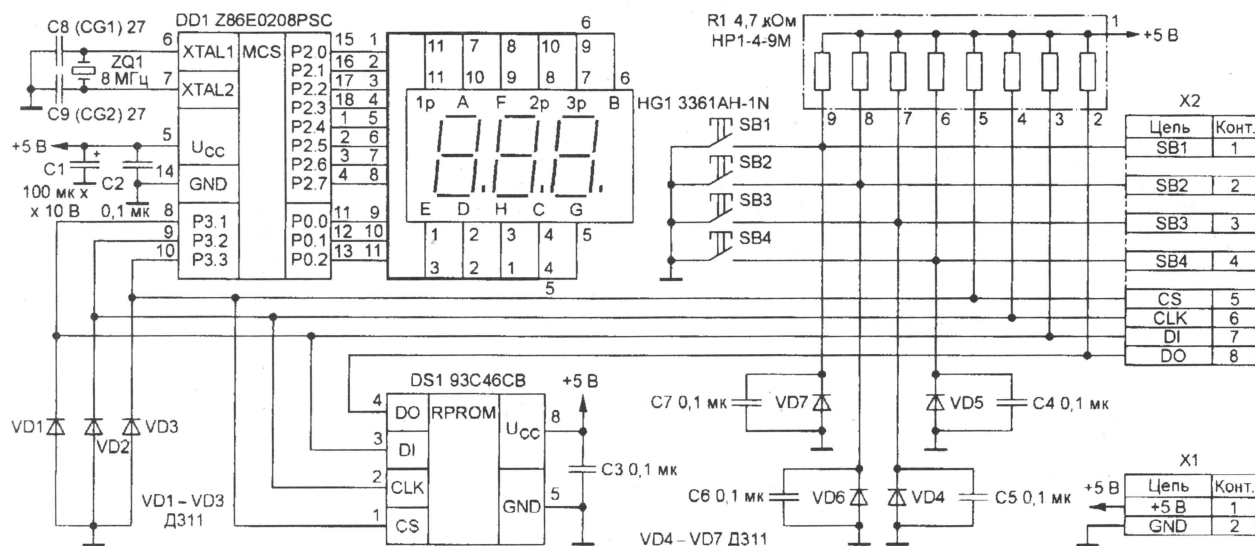 C8 (CG1) 27
DD1 Z86E0208PSC
6
XTAL1
MCS
P2.0
15
1
ZQ1
8 МГц
7
XTAL2
P2.1
16
2
P2.2
17
3
P2.3
18
4
P2.4
1
5
P2.5
2
6
P2.6
3
7
P2.7
4
8
C9 (CG2) 27
+5 В
5
UCC
C1
+
C2
14
GND
100 мк х
х 10 В
0,1 мк
8
P3.1
9
P3.2
10
P3.3
P0.0
11
9
P0.1
12
10
P0.2
13
11
6
11
7
8
10
9
11
10
9
8
7
6
1p
A
F
2p
3p
B
HG1 3361AH-1N
E
D
H
C
G
1
2
3
4
5
3
2
1
4
5
R1 4,7 кОм
HP1-4-9M
1
+5 В
9
8
7
6
5
4
3
2
SB1
SB2
SB3
SB4
X2
Цепь
Конт.
SB1
1
SB2
2
SB3
3
SB4
4
CS
5
CLK
6
DI
7
DO
8
VD1
VD2
VD3
VD1 – VD3
Д311
DS1 93C46CB
4
DO
RPROM
3
DI
2
CLK
1
CS
UCC
8
GND
5
+5 В
C3 0,1 мк
C7 0,1 мк
VD7
VD5
C4 0,1 мк
C6 0,1 мк
VD6
VD4
C5 0,1 мк
VD4 – VD7 Д311
X1
+5 В
Цепь
Конт.
+5 В
1
GND
2